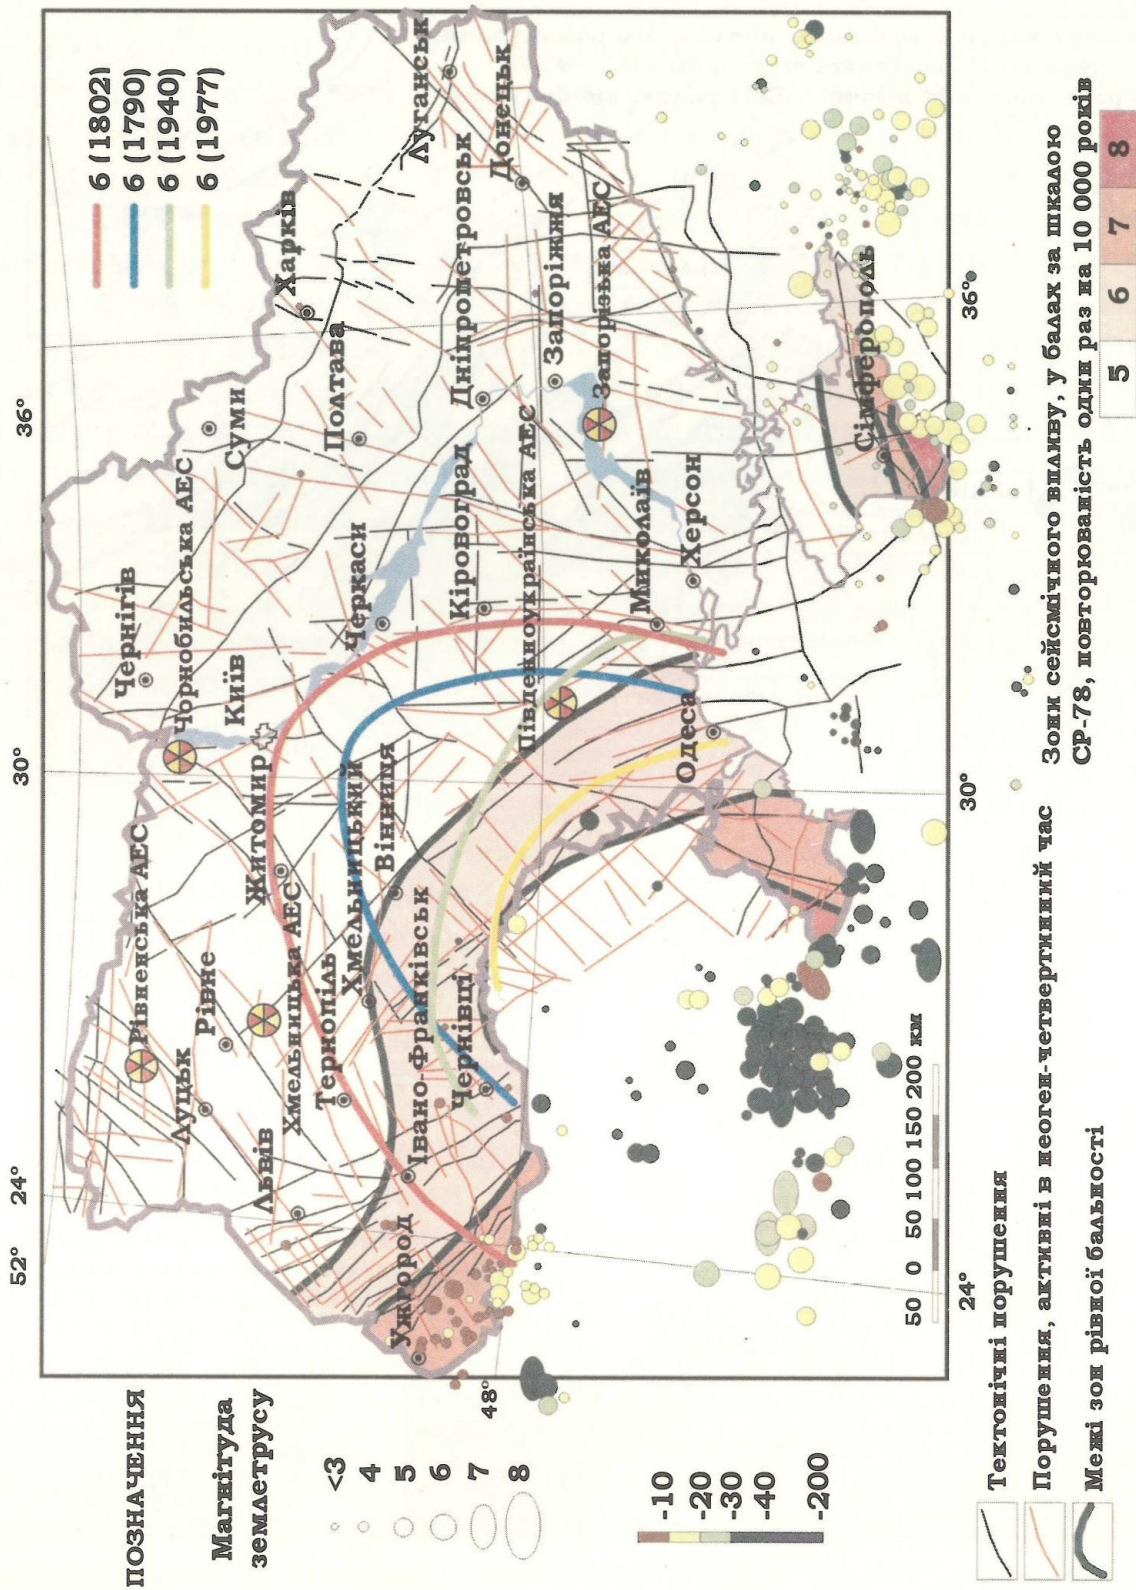 ПОЗНАЧЕННЯ
Магнітуда
землетрусу
<3
4
5
6
7
8
-10
-20
-30
-40
-200
52°
24°
30°
36°
48°
24°
30°
36°
6 (1802)
6 (1790)
6 (1940)
6 (1977)
Чернігів
Чорнобильська АЕС
Київ
Рівненська АЕС
Рівне
Луцьк
Львів
Житомир
Хмельницька АЕС
Тернопіль
Хмельницький
Вінниця
Івано-Франківськ
Чернівці
Ужгород
Суми
Харків
Полтава
Черкаси
Луганськ
Донецьк
Дніпропетровськ
Запоріжжя
Запорізька АЕС
Кіровоград
Південноукраїнська АЕС
Миколаїв
Херсон
Одеса
Сімферополь
50 0 50 100 150 200 км
Тектонічні порушення
Порушення, активні в неоген-четвертинний час
Межі зон рівної бальності
Зони сейсмічного впливу, у балах за шкалою
СР-78, повторюваність один раз на 10 000 років
5 6 7 8